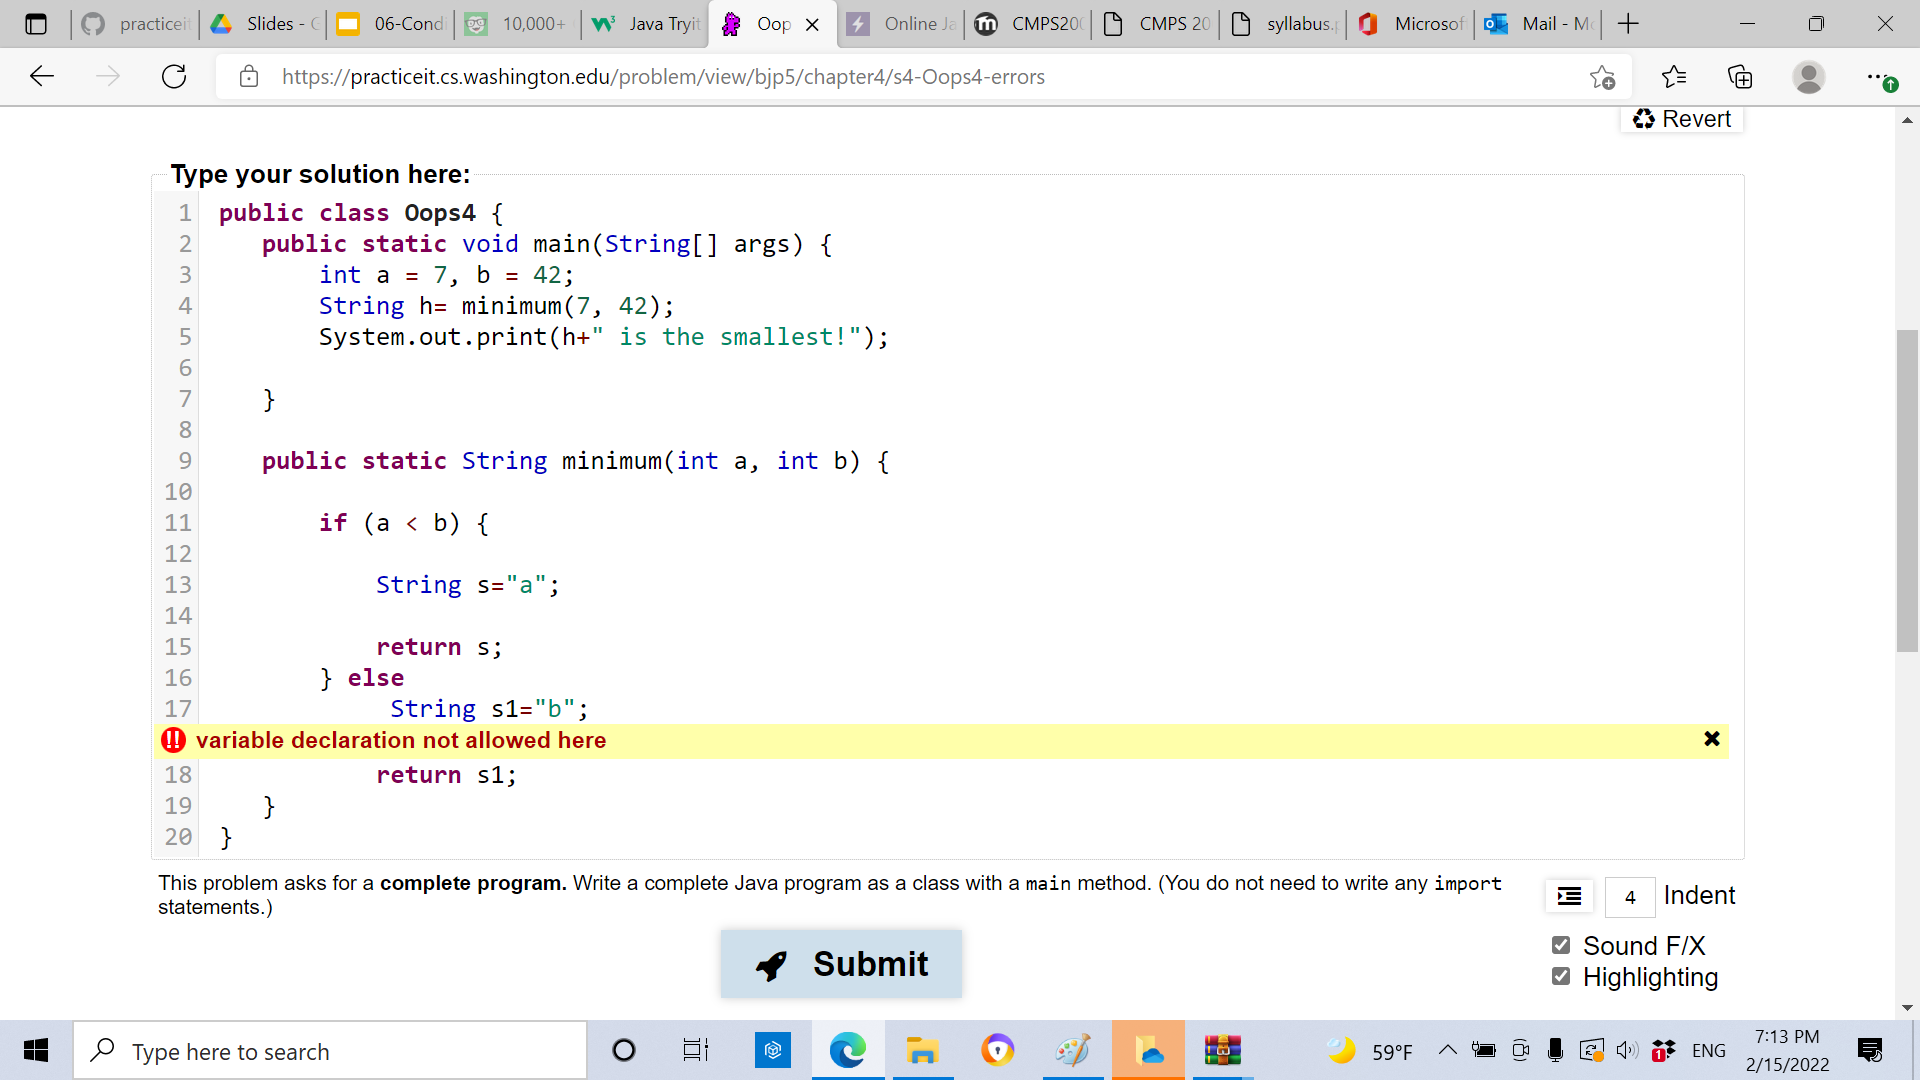 practiceit
Slides - G
06-Condi
10,000+
Java Tryit
Oop
Online Ja
CMPS200
CMPS 20
syllabus.p
Microsof
Mail - Mo
https://practiceit.cs.washington.edu/problem/view/bjp5/chapter4/s4-Oops4-errors
Revert
Type your solution here:
1 public class Oops4 {
2 public static void main(String[] args) {
3 int a = 7, b = 42;
4 String h= minimum(7, 42);
5 System.out.print(h+" is the smallest!");
6
7 }
8
9 public static String minimum(int a, int b) {
10
11 if (a < b) {
12
13 String s="a";
14
15 return s;
16 } else
17 String s1="b";
!! variable declaration not allowed here
18 return s1;
19 }
20 }
This problem asks for a complete program. Write a complete Java program as a class with a main method. (You do not need to write any import
statements.)
4 Indent
Sound F/X
Highlighting
Submit
Type here to search
59°F
1
ENG
7:13 PM
2/15/2022